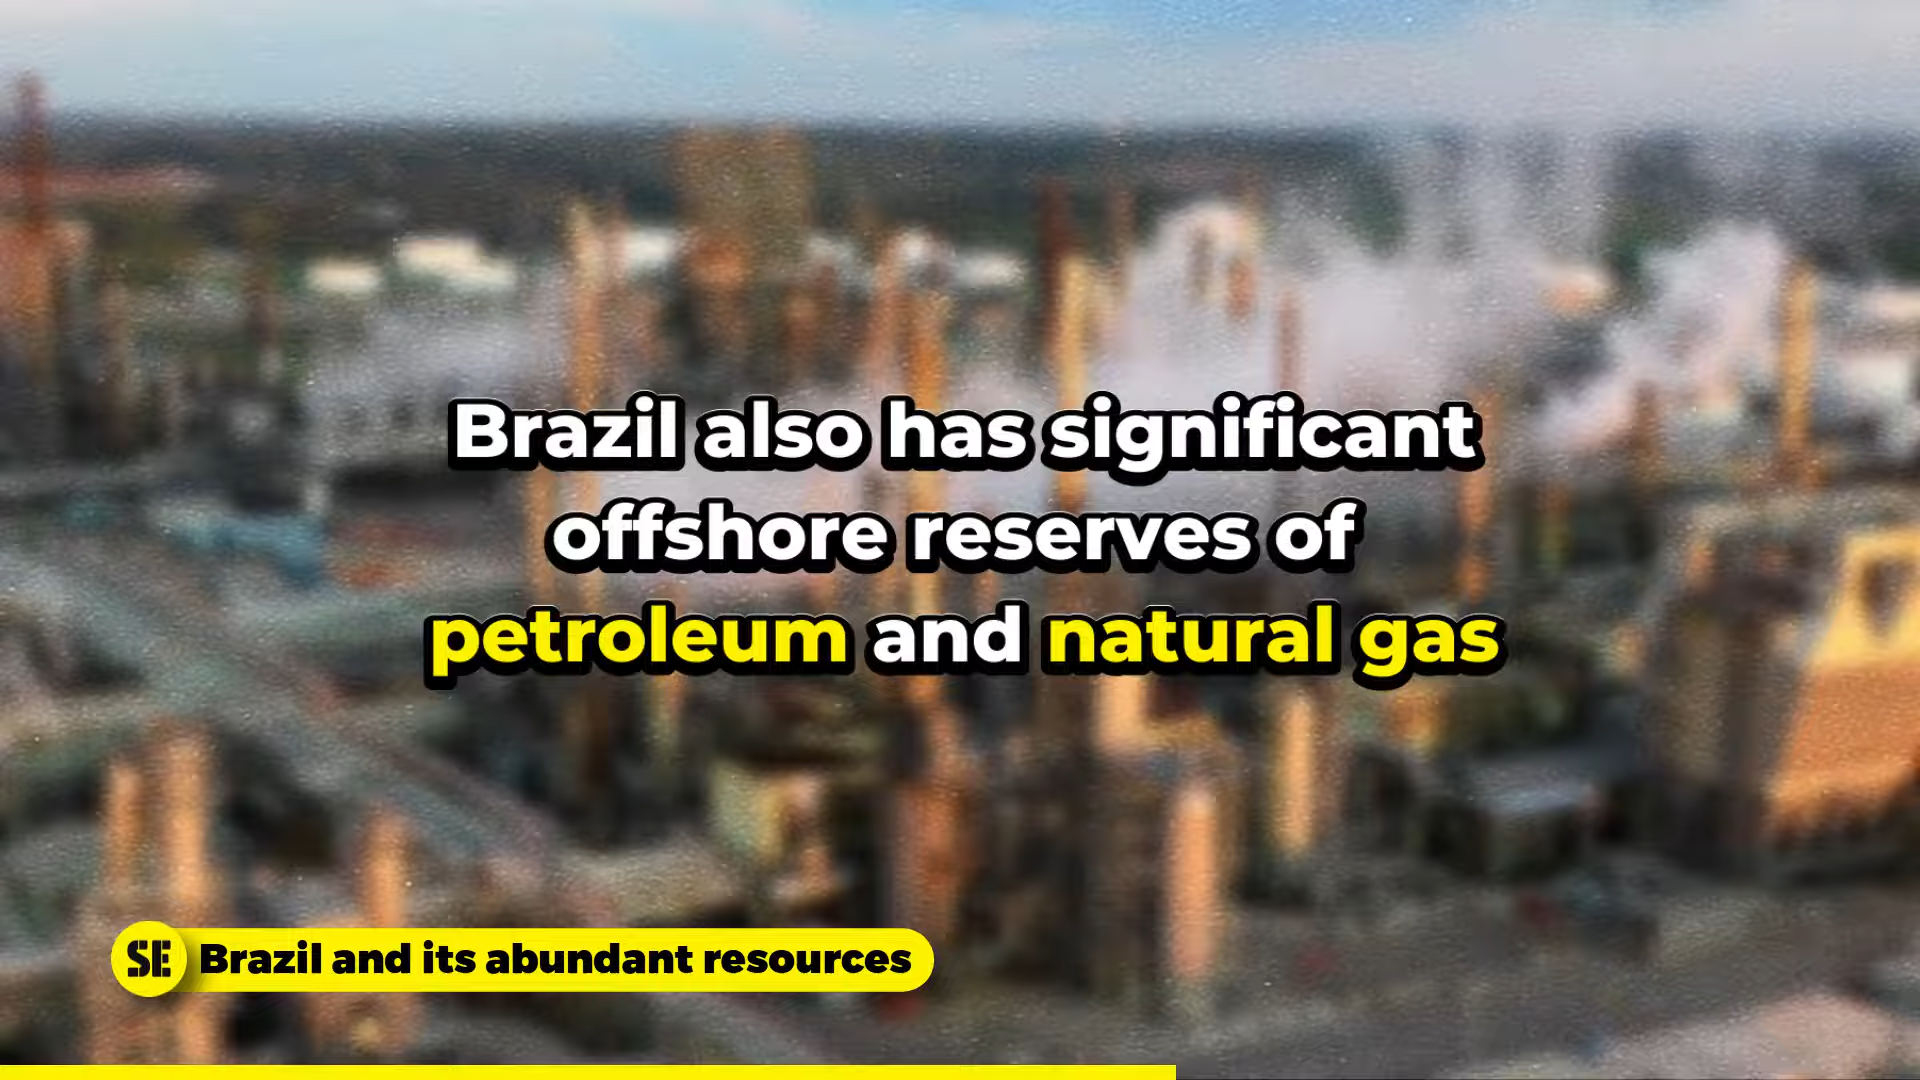 Brazil also has significant
offshore reserves of
petroleum and natural gas
SE Brazil and its abundant resources